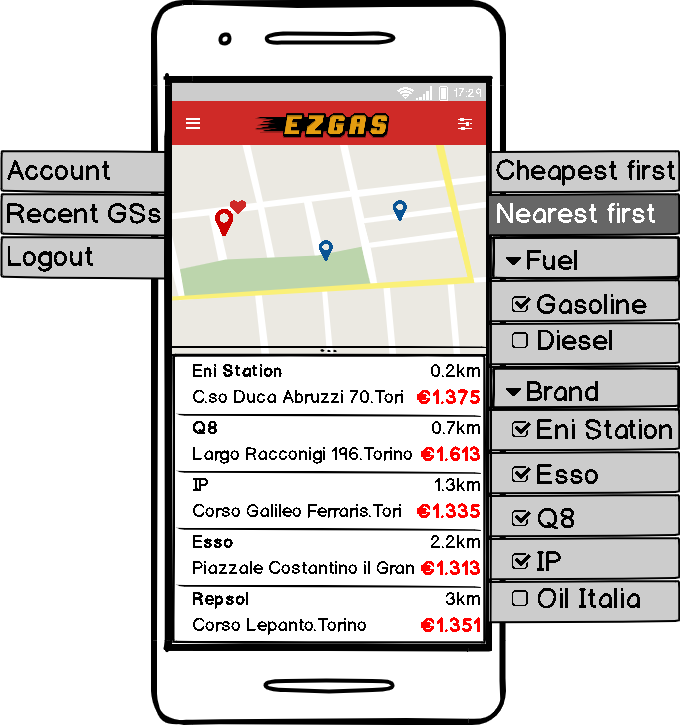 17:29
EZGAS
Account
Recent GSs
Logout
Cheapest first
Nearest first
Fuel
Gasoline
Diesel
Brand
Eni Station
Esso
Q8
IP
Oil Italia
Eni Station 0.2km
C.so Duca Abruzzi 70.Tori €1.375
Q8 0.7km
Largo Racconigi 196.Torino €1.613
IP 1.3km
Corso Galileo Ferraris.Tori €1.335
Esso 2.2km
Piazzale Costantino il Gran €1.313
Repsol 3km
Corso Lepanto.Torino €1.351